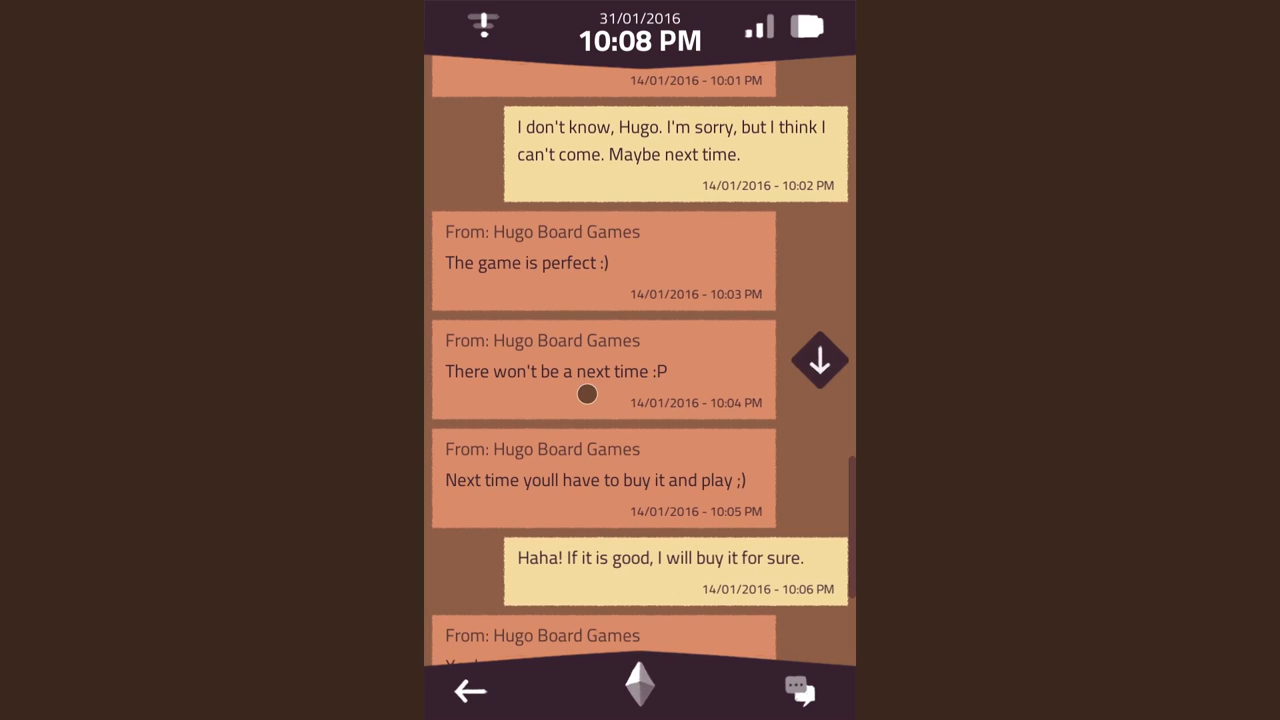 31/01/2016
10:08 PM
14/01/2016 - 10:01 PM
I don't know, Hugo. I'm sorry, but I think I
can't come. Maybe next time.
14/01/2016 - 10:02 PM
From: Hugo Board Games
The game is perfect :)
14/01/2016 - 10:03 PM
From: Hugo Board Games
There won't be a next time :P
14/01/2016 - 10:04 PM
From: Hugo Board Games
Next time youll have to buy it and play ;)
14/01/2016 - 10:05 PM
Haha! If it is good, I will buy it for sure.
14/01/2016 - 10:06 PM
From: Hugo Board Games